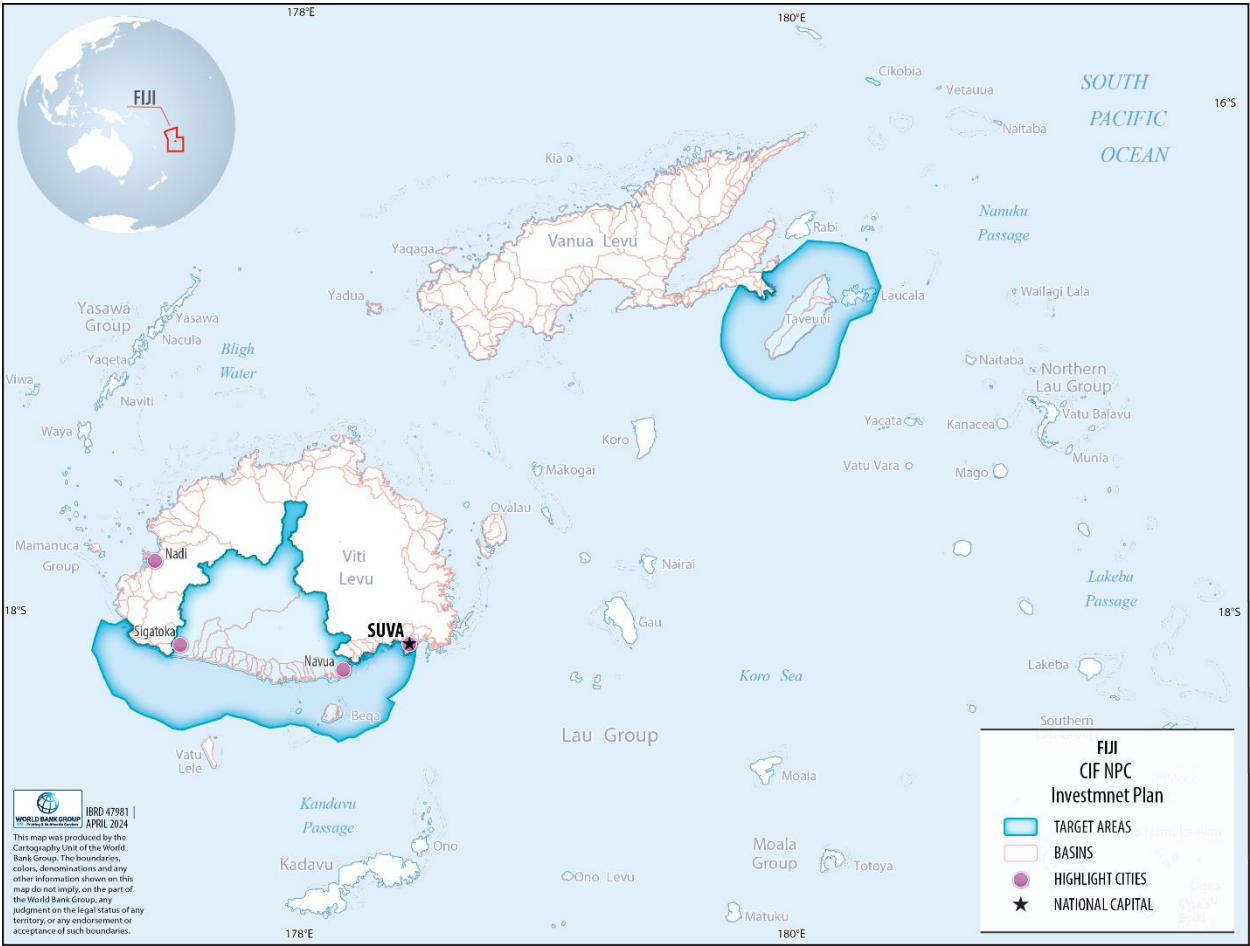 178°E
180°E
FIJI
Cikobia
Vetauua
SOUTH
PACIFIC
OCEAN
16°S
Naitaba
Kia
Nanuku
Passage
Rabi
Vanua Levu
Yaqaga
Yadua
Laucala
Wailagi Lala
Taveuni
Yasawa
Group
Yasawa
Nacula
Yaqeta
Bligh
Water
Viwa
Naviti
Waya
Naitaba
Northern
Lau Group
Vatu Balavu
Yacata
Kanacea
Munia
Koro
Makogai
Vatu Vara
Mago
Ovalau
Mamanuca
Group
Nadi
Viti
Levu
Nairai
Lakeba
Passage
18°S
18°S
Sigatoka
SUVA
Gau
Navua
Lakeba
Koro Sea
Beqa
Southern
Lau Group
Vatu
Lele
Moala
Kandavu
Passage
Ono
Kadavu
Moala
Group
Totoya
Ono Levu
Matuku
FIJI
CIF NPC
Investmnet Plan
TARGET AREAS
BASINS
HIGHLIGHT CITIES
NATIONAL CAPITAL
WORLD BANK GROUP
IBRD 47981 |
APRIL 2024
This map was produced by the
Cartography Unit of the World
Bank Group. The boundaries,
colors, denominations and any
other information shown on this
map do not imply, on the part of
the World Bank Group, any
judgment on the legal status of any
territory, or any endorsement or
acceptance of such boundaries.
178°E
180°E